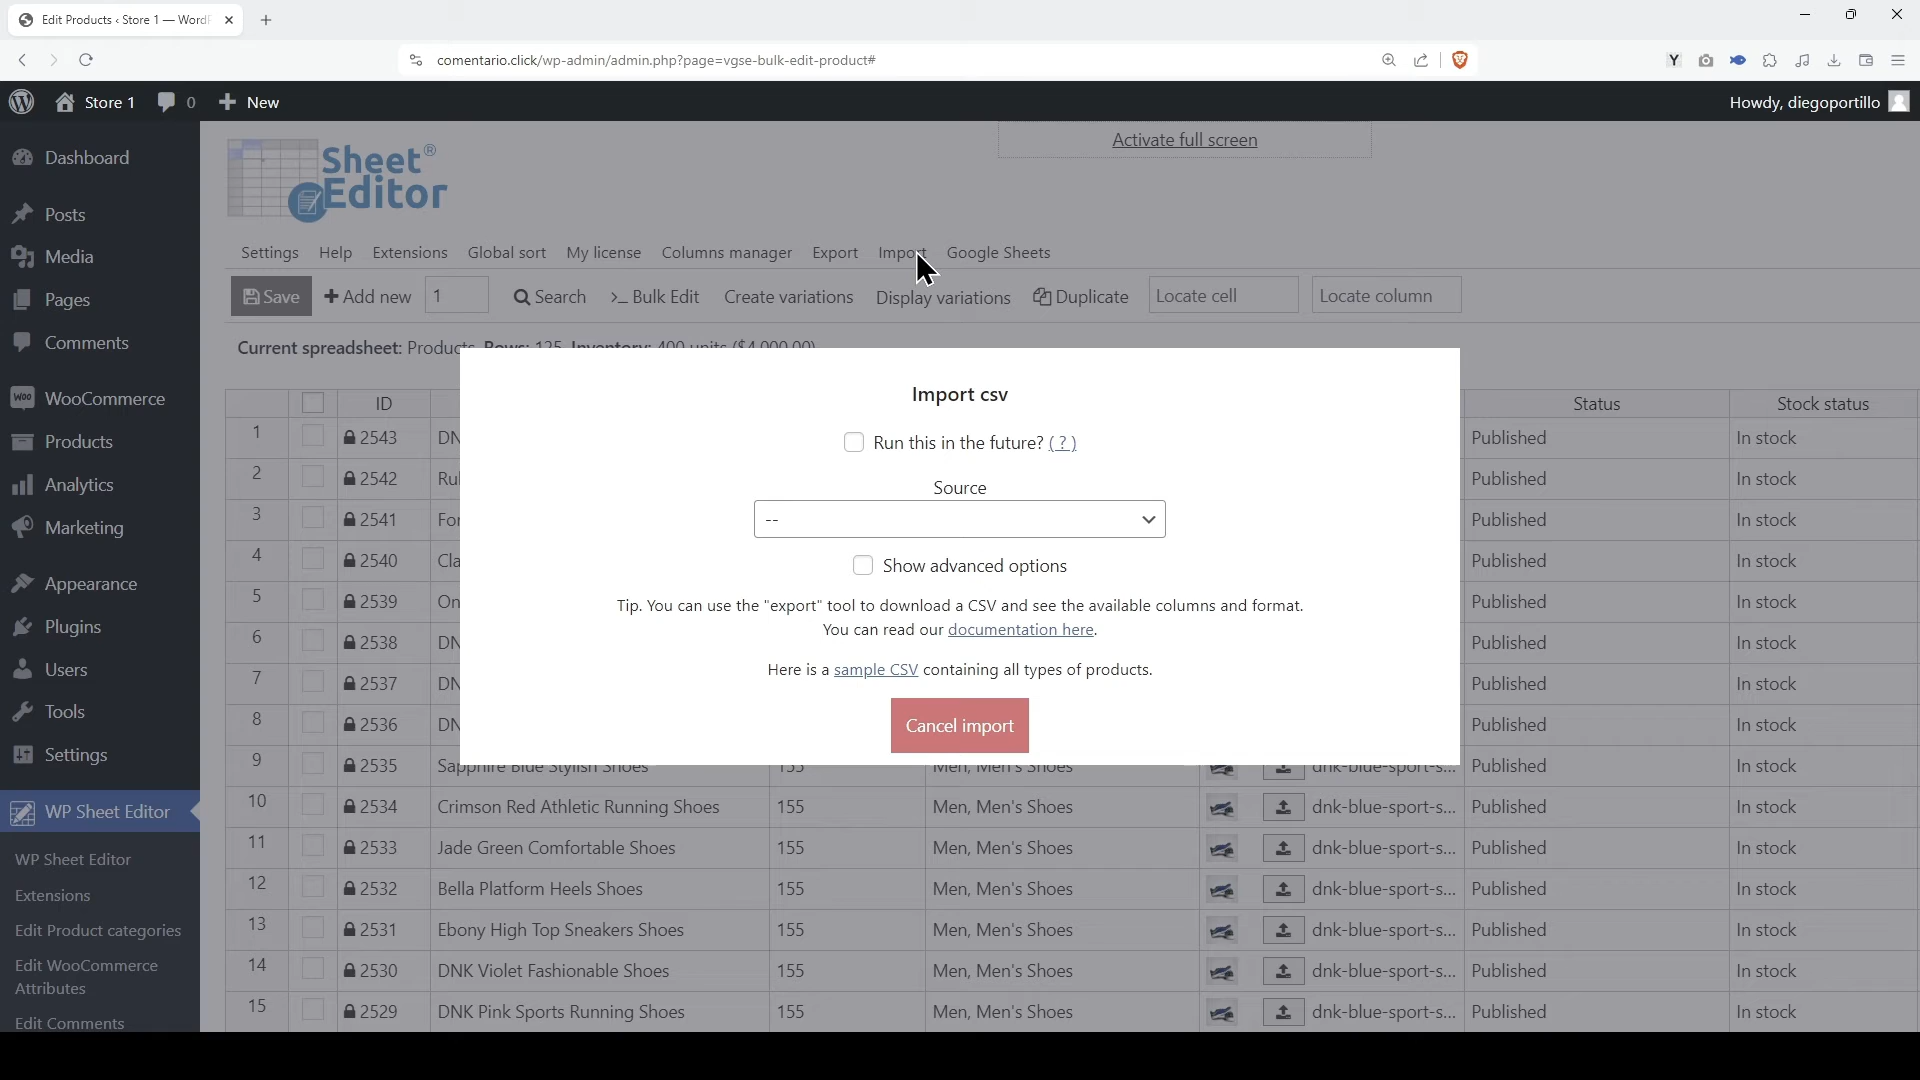 Edit Products ‹ Store 1 — WordP
comentario.click/wp-admin/admin.php?page=vgse-bulk-edit-product#
Y
Store 1 0 New
Howdy, diegoportillo
Dashboard
Posts
Media
Pages
Comments
WOO WooCommerce
Products
Analytics
Marketing
Appearance
Plugins
Users
Tools
Settings
WP Sheet Editor
WP Sheet Editor
Extensions
Edit Product categories
Edit WooCommerce
Attributes
Edit Comments
Sheet®
Editor
Activate full screen
Settings Help Extensions Global sort My license Columns manager Export Import Google Sheets
Save Add new 1 Search >_ Bulk Edit Create variations Display variations Duplicate Locate cell Locate column
Current spreadsheet: Products Rows: 125 Inventory: 400 units ($4,000.00)
Import csv
Run this in the future? ( ? )
Source
--
Show advanced options
Tip. You can use the "export" tool to download a CSV and see the available columns and format.
You can read our documentation here.
Here is a sample CSV containing all types of products.
Cancel import
ID Status Stock status
1 2543 DN Published In stock
2 2542 Ru Published In stock
3 2541 For Published In stock
4 2540 Cla Published In stock
5 2539 On Published In stock
6 2538 DN Published In stock
7 2537 DN Published In stock
8 2536 DN Published In stock
9 2535 Sapphire Blue Stylish Shoes 155 Men, Men's Shoes dnk-blue-sport-s... Published In stock
10 2534 Crimson Red Athletic Running Shoes 155 Men, Men's Shoes dnk-blue-sport-s... Published In stock
11 2533 Jade Green Comfortable Shoes 155 Men, Men's Shoes dnk-blue-sport-s... Published In stock
12 2532 Bella Platform Heels Shoes 155 Men, Men's Shoes dnk-blue-sport-s... Published In stock
13 2531 Ebony High Top Sneakers Shoes 155 Men, Men's Shoes dnk-blue-sport-s... Published In stock
14 2530 DNK Violet Fashionable Shoes 155 Men, Men's Shoes dnk-blue-sport-s... Published In stock
15 2529 DNK Pink Sports Running Shoes 155 Men, Men's Shoes dnk-blue-sport-s... Published In stock